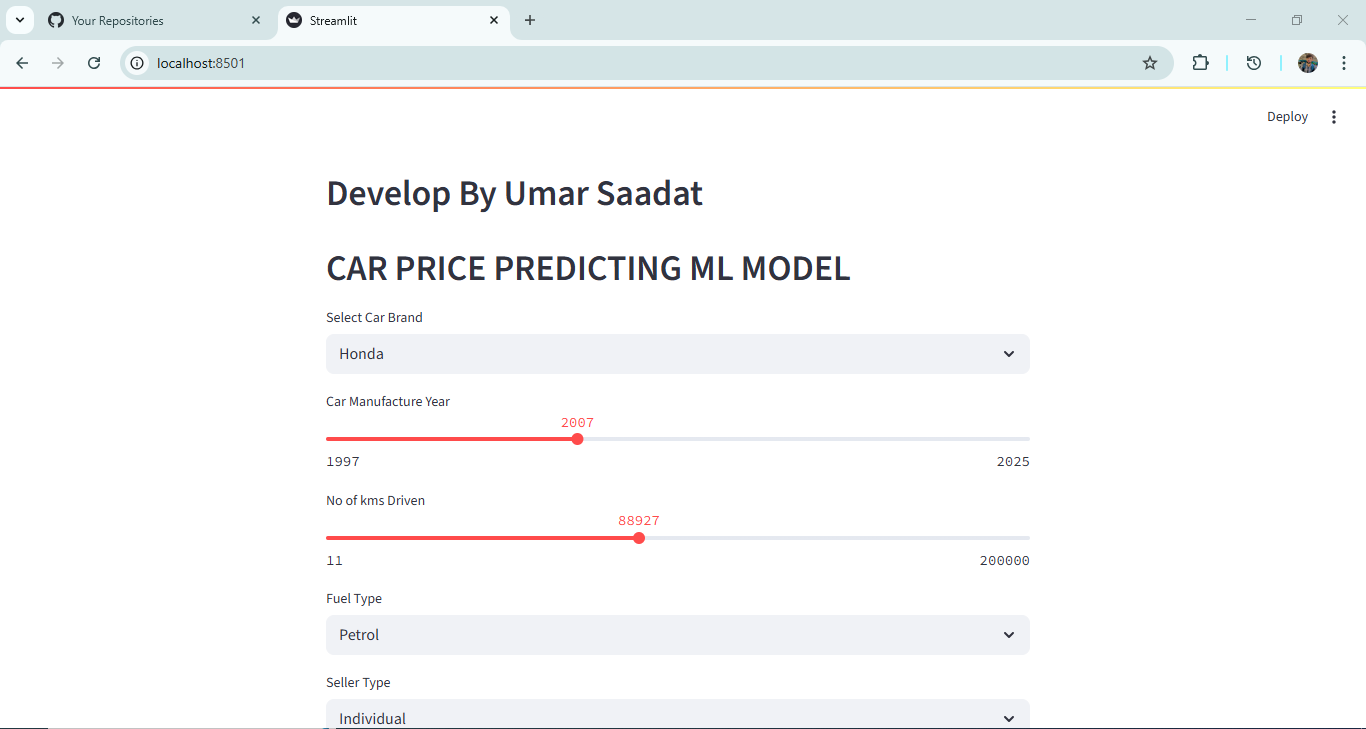 Your Repositories
Streamlit
localhost:8501
Deploy
Develop By Umar Saadat
CAR PRICE PREDICTING ML MODEL
Select Car Brand
Honda
Car Manufacture Year
2007
1997 2025
No of kms Driven
88927
11 200000
Fuel Type
Petrol
Seller Type
Individual